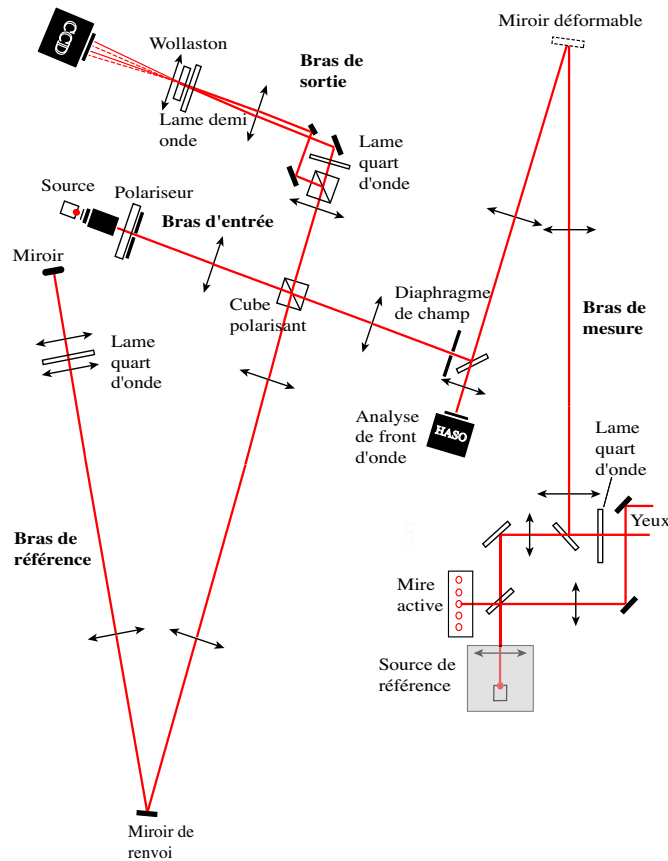 Miroir déformable
CCD
Wollaston
Bras de
sortie
Lame demi
onde
Lame
quart
d'onde
Source
Polariseur
Bras d'entrée
Miroir
Cube
polarisant
Diaphragme
de champ
Bras de
mesure
Lame
quart
d'onde
Analyse
de front
d'onde
HASO
Lame
quart
d'onde
Yeux
Bras de
référence
Mire
active
Source de
référence
Miroir de
renvoi